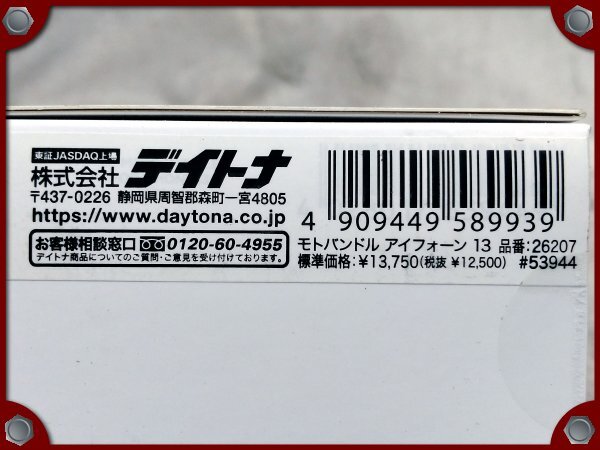 東証JASDAQ上場
株式会社 デイトナ
〒437-0226 静岡県周智郡森町一宮4805
https://www.daytona.co.jp
お客様相談窓口 0120-60-4955
デイトナ商品についてのご質問・ご意見を受け付けております。
4 909449 589939
モトバンドル アイフォーン 13 品番:26207
標準価格:¥13,750(税抜 ¥12,500) #53944